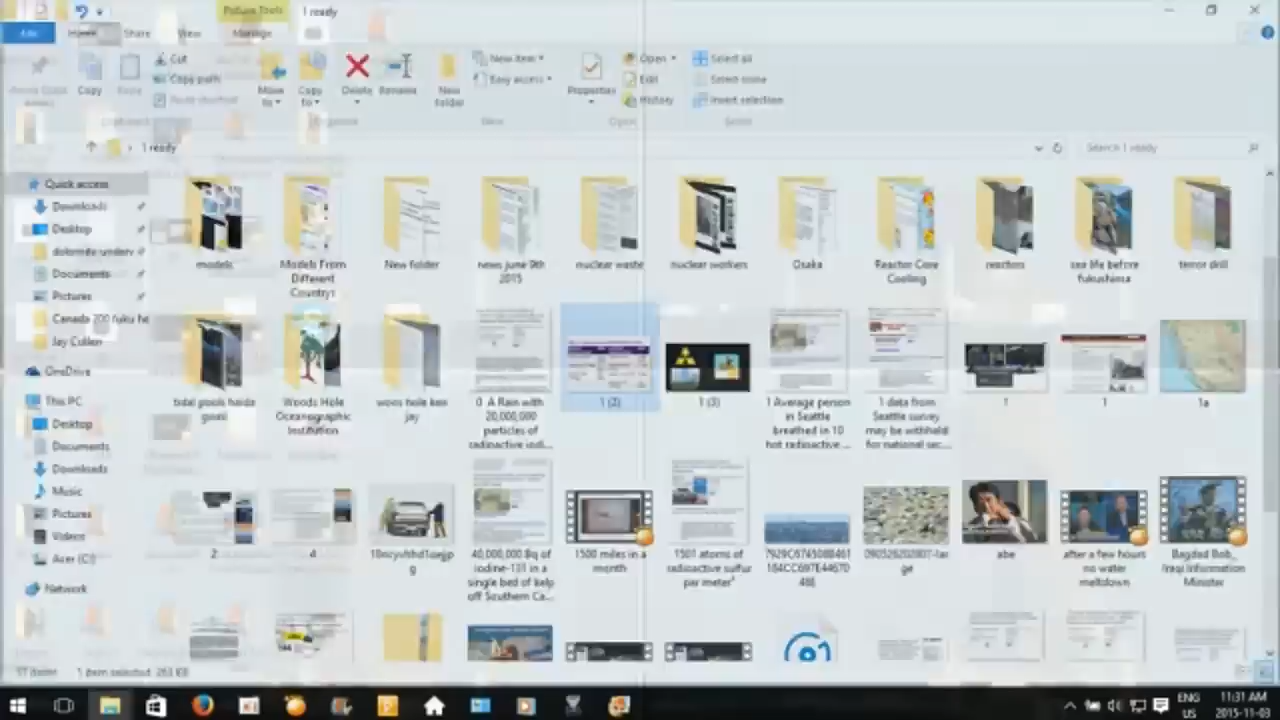 Picture Tools
1 ready
Share
View
Manage
Cut
Copy path
Copy
Move to
Copy to
Delete
Rename
New folder
New item
Easy access
Properties
Open
Edit
History
Select all
Select none
Invert selection
1 ready
Search 1 ready
Quick access
Downloads
Desktop
Documents
Pictures
Jay Cullen
OneDrive
This PC
Desktop
Documents
Downloads
Music
Pictures
Videos
Acer (C:)
Network
models
Models From
Different
Countrys
New folder
news june 9th
2015
nuclear waste
nuclear workers
Osaka
Reactor Core
Cooling
reactors
sea life before
fukushima
terror drill
tidal pools haida
Woods Hole
Oceanographic
Institution
woos hole ken
jay
0 A Rain with
20,000,000
particles of
radioactive iodi...
1 (2)
1 (3)
1 Average person
in Seattle
breathed in 10
hot radioactive ...
1 data from
Seattle survey
may be withheld
for national sec...
1
1
1a
2
4
40,000,000 Bq of
iodine-131 in a
single bed of kelp
off Southern Ca...
1500 miles in a
month
1501 atoms of
radioactive sulfur
per meter³
abe
after a few hours
no water
meltdown
Bagdad Bob,
Iraqi Information
Minister
1 item selected 263 KB
ENG
US
11:31 AM
2015-11-03